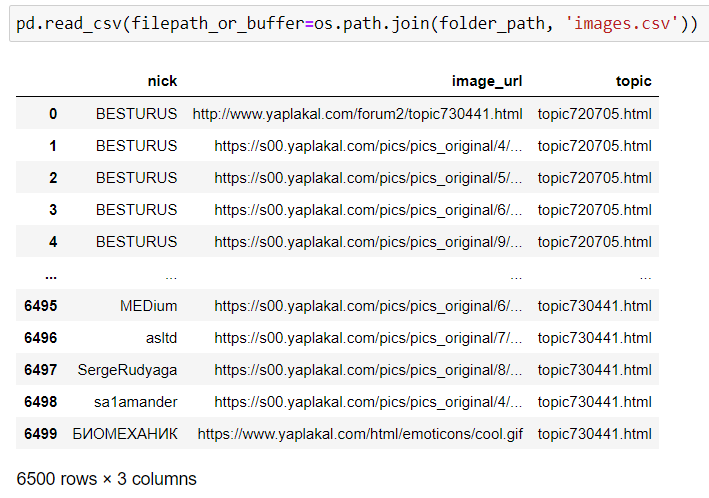 pd.read_csv(filepath_or_buffer=os.path.join(folder_path, 'images.csv'))
nick image_url topic
0 BESTURUS http://www.yaplakal.com/forum2/topic730441.html topic720705.html
1 BESTURUS https://s00.yaplakal.com/pics/pics_original/4/... topic720705.html
2 BESTURUS https://s00.yaplakal.com/pics/pics_original/5/... topic720705.html
3 BESTURUS https://s00.yaplakal.com/pics/pics_original/6/... topic720705.html
4 BESTURUS https://s00.yaplakal.com/pics/pics_original/9/... topic720705.html
... ... ... ...
6495 MEDium https://s00.yaplakal.com/pics/pics_original/6/... topic730441.html
6496 asltd https://s00.yaplakal.com/pics/pics_original/7/... topic730441.html
6497 SergeRudyaga https://s00.yaplakal.com/pics/pics_original/8/... topic730441.html
6498 sa1amander https://s00.yaplakal.com/pics/pics_original/4/... topic730441.html
6499 БИОМЕХАНИК https://www.yaplakal.com/html/emoticons/cool.gif topic730441.html
6500 rows × 3 columns